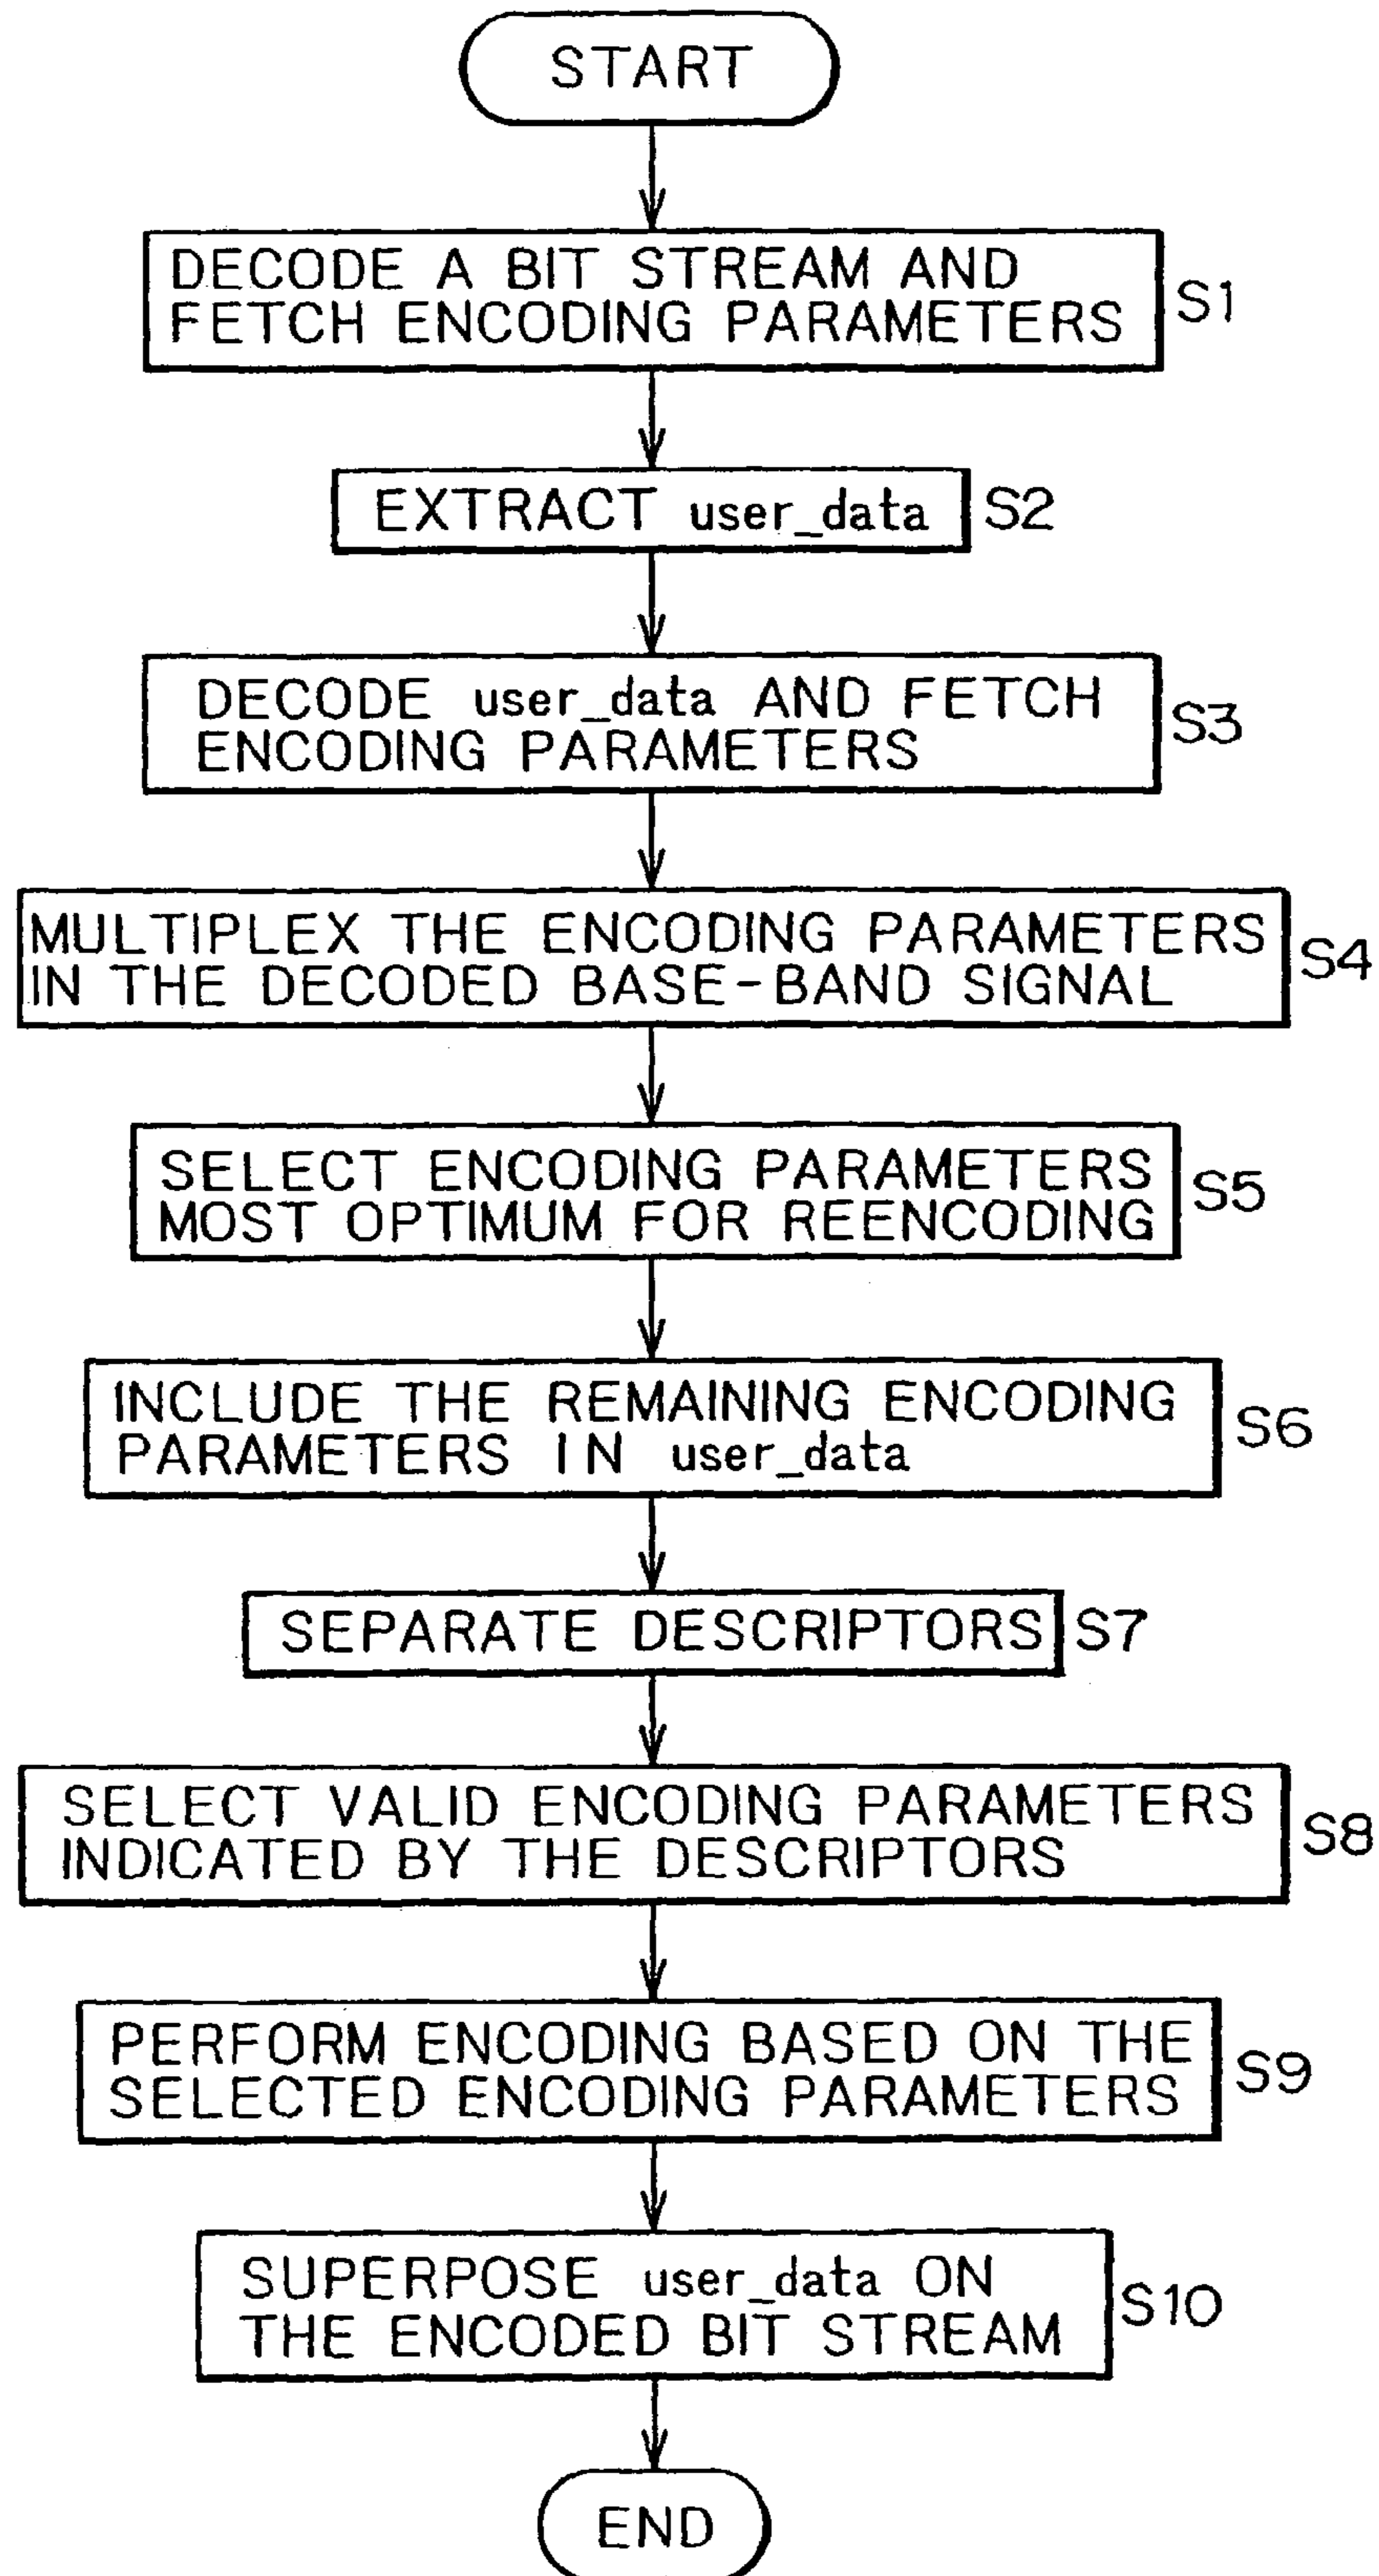 START
DECODE A BIT STREAM AND
FETCH ENCODING PARAMETERS
S1
EXTRACT user_data
S2
DECODE user_data AND FETCH
ENCODING PARAMETERS
S3
MULTIPLEX THE ENCODING PARAMETERS
IN THE DECODED BASE-BAND SIGNAL
S4
SELECT ENCODING PARAMETERS
MOST OPTIMUM FOR REENCODING
S5
INCLUDE THE REMAINING ENCODING
PARAMETERS IN user_data
S6
SEPARATE DESCRIPTORS
S7
SELECT VALID ENCODING PARAMETERS
INDICATED BY THE DESCRIPTORS
S8
PERFORM ENCODING BASED ON THE
SELECTED ENCODING PARAMETERS
S9
SUPERPOSE user_data ON
THE ENCODED BIT STREAM
S10
END